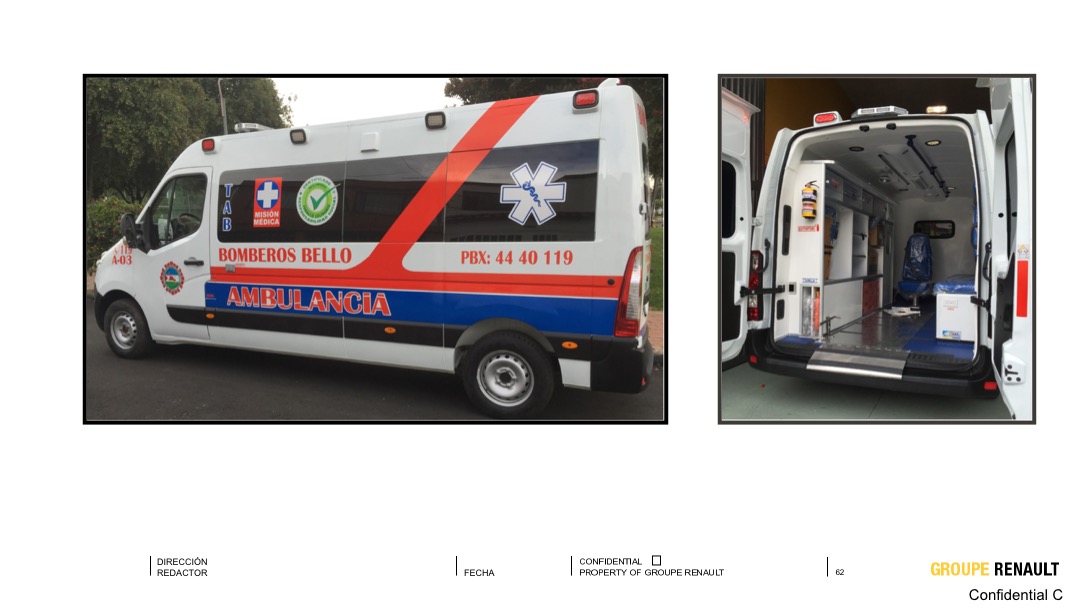 TAB
MISIÓN
MÉDICA
BOMBEROS BELLO
PBX: 44 40 119
A-03
AMBULANCIA
DIRECCIÓN
REDACTOR
FECHA
CONFIDENTIAL
PROPERTY OF GROUPE RENAULT
62
GROUPE RENAULT
Confidential C